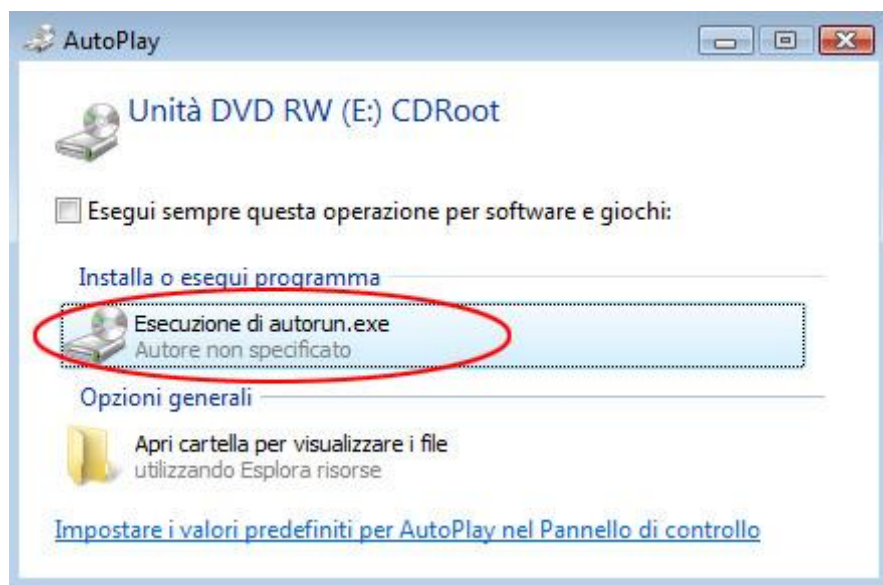 AutoPlay
Unità DVD RW (E:) CDRoot
Esegui sempre questa operazione per software e giochi:
Installa o esegui programma
Esecuzione di autorun.exe
Autore non specificato
Opzioni generali
Apri cartella per visualizzare i file
utilizzando Esplora risorse
Impostare i valori predefiniti per AutoPlay nel Pannello di controllo